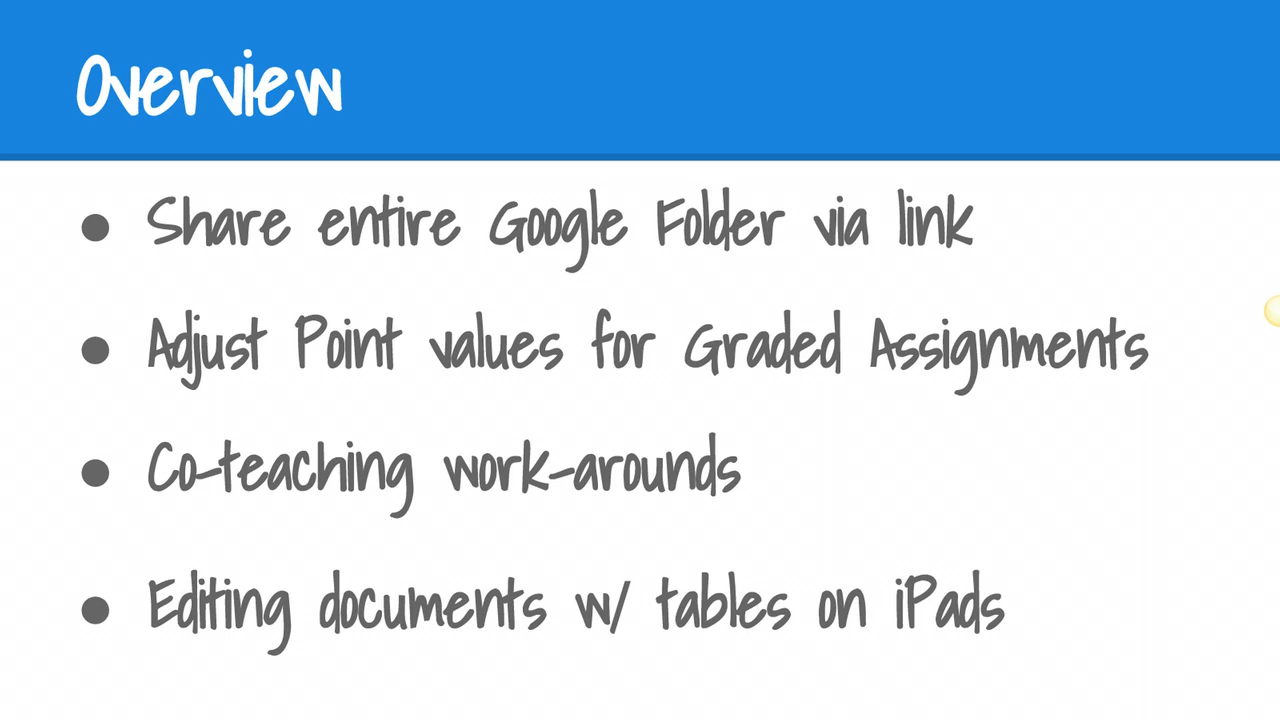 Overview
● Share entire Google Folder via link
● Adjust Point values for Graded Assignments
● Co-teaching work-arounds
● Editing documents w/ tables on iPads